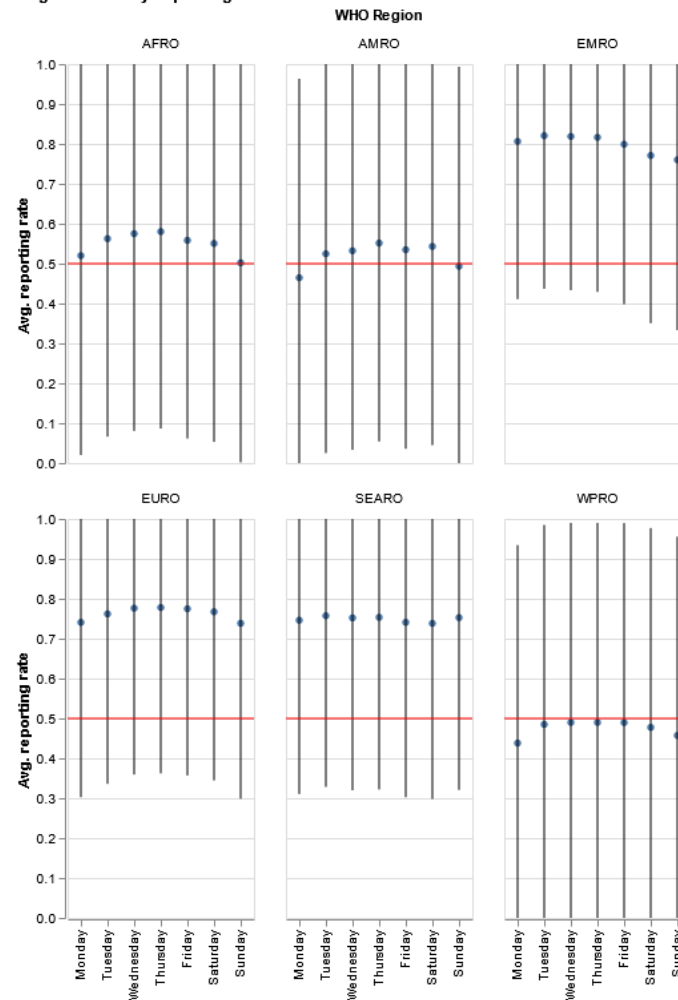 WHO Region
AFRO AMRO EMRO
Avg. reporting rate
1.0
0.9
0.8
0.7
0.6
0.5
0.4
0.3
0.2
0.1
0.0
EURO SEARO WPRO
Avg. reporting rate
1.0
0.9
0.8
0.7
0.6
0.5
0.4
0.3
0.2
0.1
0.0
Monday
Tuesday
Wednesday
Thursday
Friday
Saturday
Sunday
Monday
Tuesday
Wednesday
Thursday
Friday
Saturday
Sunday
Monday
Tuesday
Wednesday
Thursday
Friday
Saturday
Sunday